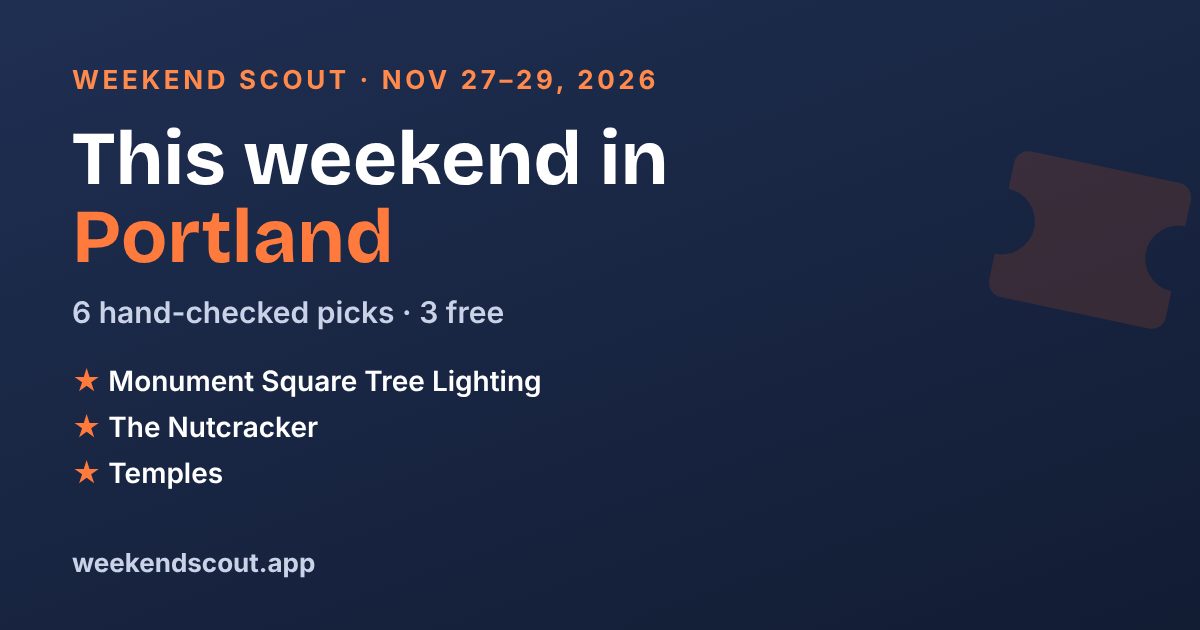 WEEKEND SCOUT · NOV 27–29, 2026
This weekend in
Portland
6 hand-checked picks · 3 free
★ Monument Square Tree Lighting
★ The Nutcracker
★ Temples
weekendscout.app